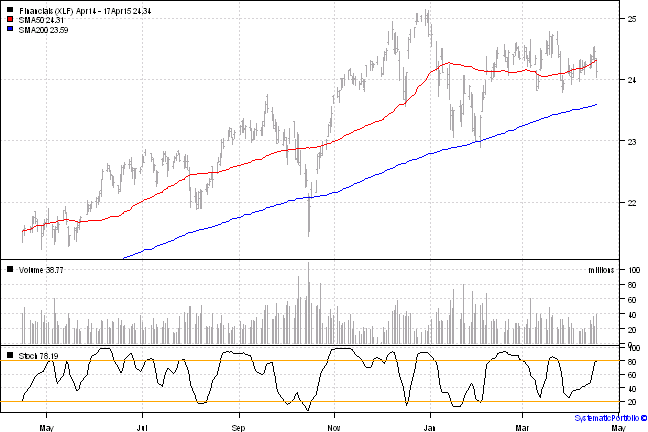 Financials (XLF) Apr14 - 17Apr15 24.34
SMA50 24.31
SMA200 23.59
25
24
23
22
Volume 38.77
millions
100
80
60
40
20
0
Stoch 78.19
100
80
60
40
20
May Jul Sep Nov Jan Mar May
SystematicPortfolio ©